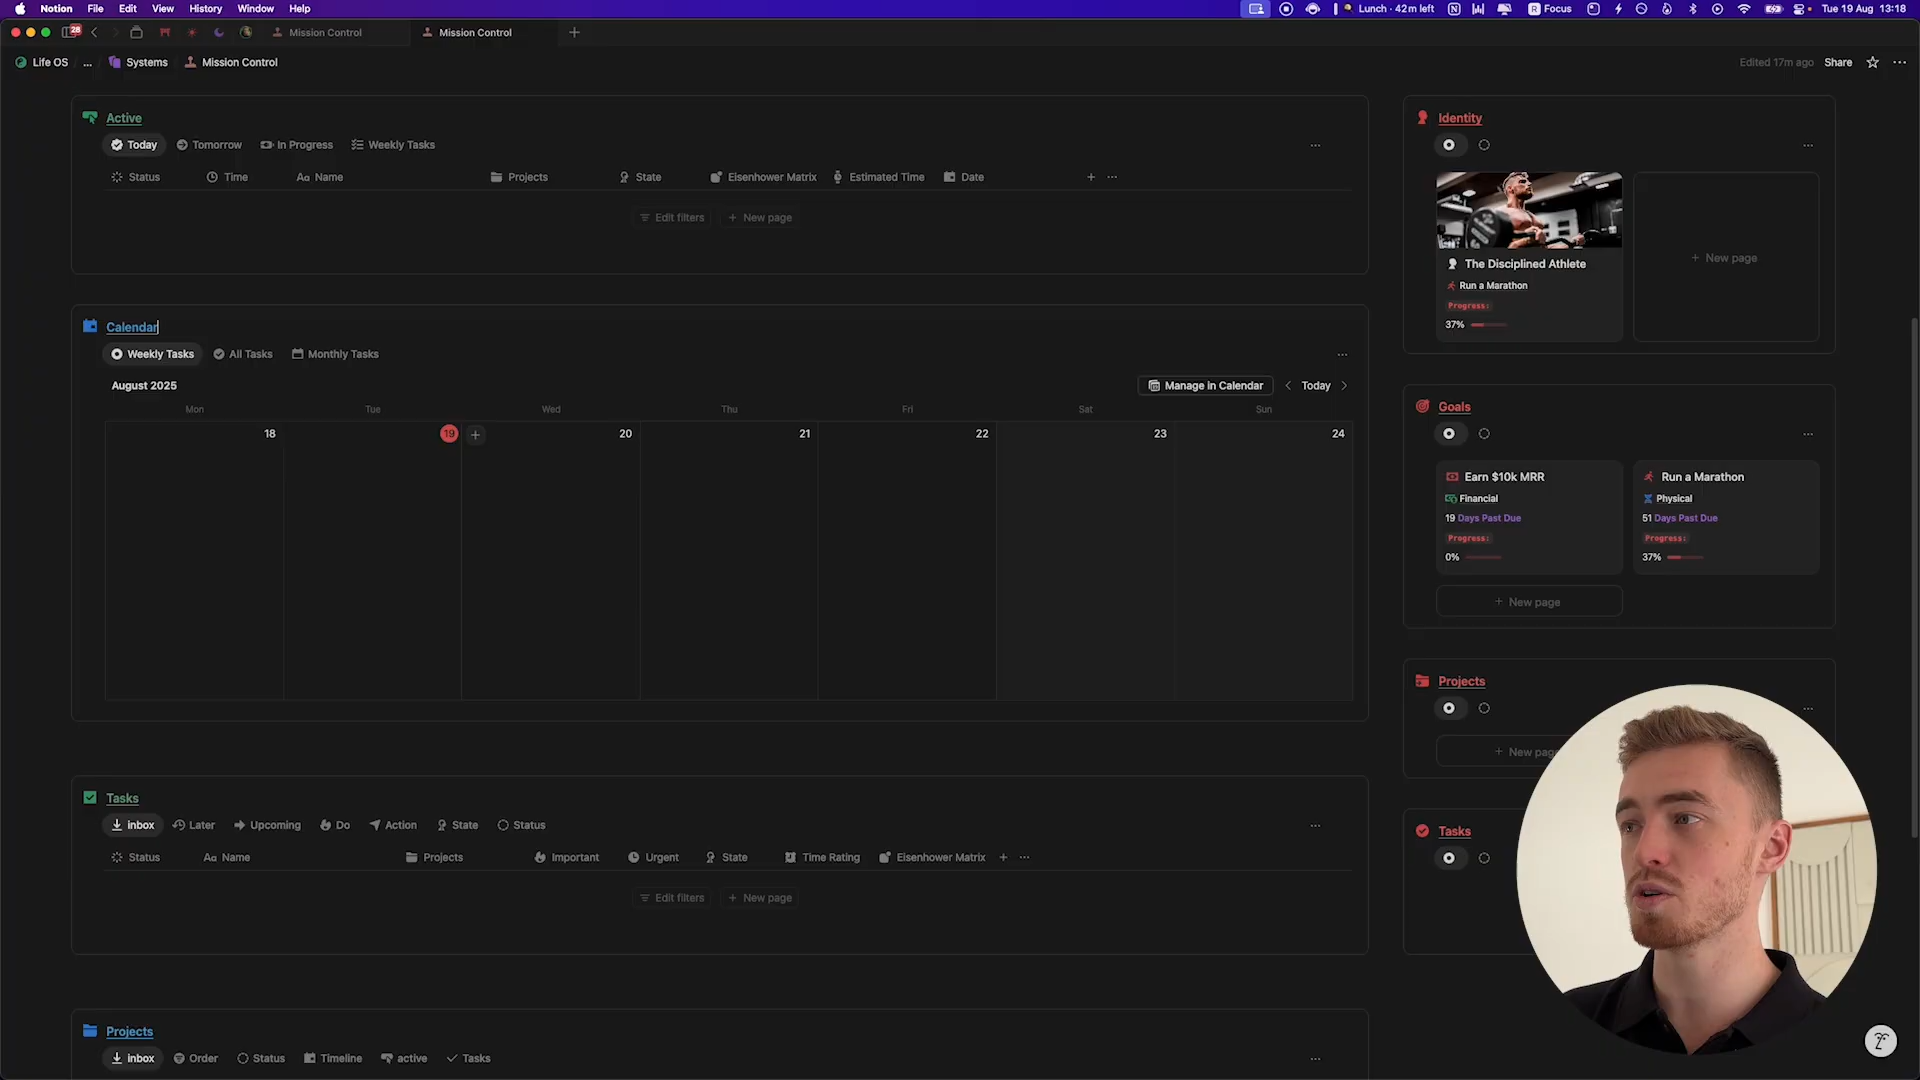 Notion File Edit View History Window Help Lunch · 42m left Focus Tue 19 Aug 13:18
28 Mission Control Mission Control
Life OS ... Systems Mission Control Edited 17m ago Share
Active
Today Tomorrow In Progress Weekly Tasks
Status Time Aa Name Projects State Eisenhower Matrix Estimated Time Date
Edit filters + New page
Calendar
Weekly Tasks All Tasks Monthly Tasks
August 2025 Manage in Calendar Today
Mon Tue Wed Thu Fri Sat Sun
18 19 20 21 22 23 24
Tasks
inbox Later Upcoming Do Action State Status
Status Aa Name Projects Important Urgent State Time Rating Eisenhower Matrix
Edit filters + New page
Projects
inbox Order Status Timeline active Tasks
Identity
The Disciplined Athlete
Run a Marathon
Progress:
37%
+ New page
Goals
Earn $10k MRR
Financial
19 Days Past Due
Progress:
0%
Run a Marathon
Physical
51 Days Past Due
Progress:
37%
+ New page
Projects
+ New page
Tasks